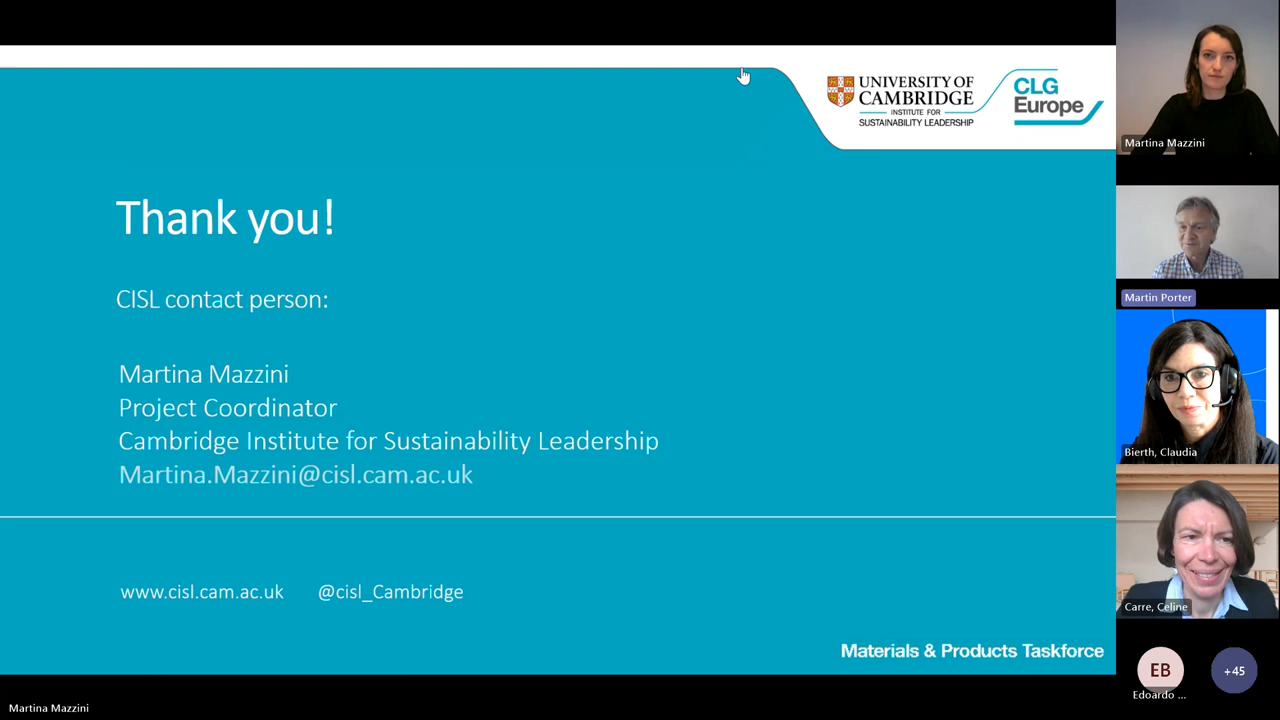 UNIVERSITY OF
CAMBRIDGE
INSTITUTE FOR
SUSTAINABILITY LEADERSHIP
CLG
Europe
Thank you!
CISL contact person:
Martina Mazzini
Project Coordinator
Cambridge Institute for Sustainability Leadership
Martina.Mazzini@cisl.cam.ac.uk
www.cisl.cam.ac.uk @cisl_Cambridge
Materials & Products Taskforce
Martina Mazzini
Martina Mazzini
Martin Porter
Bierth, Claudia
Carre, Celine
EB
Edoardo ...
+45